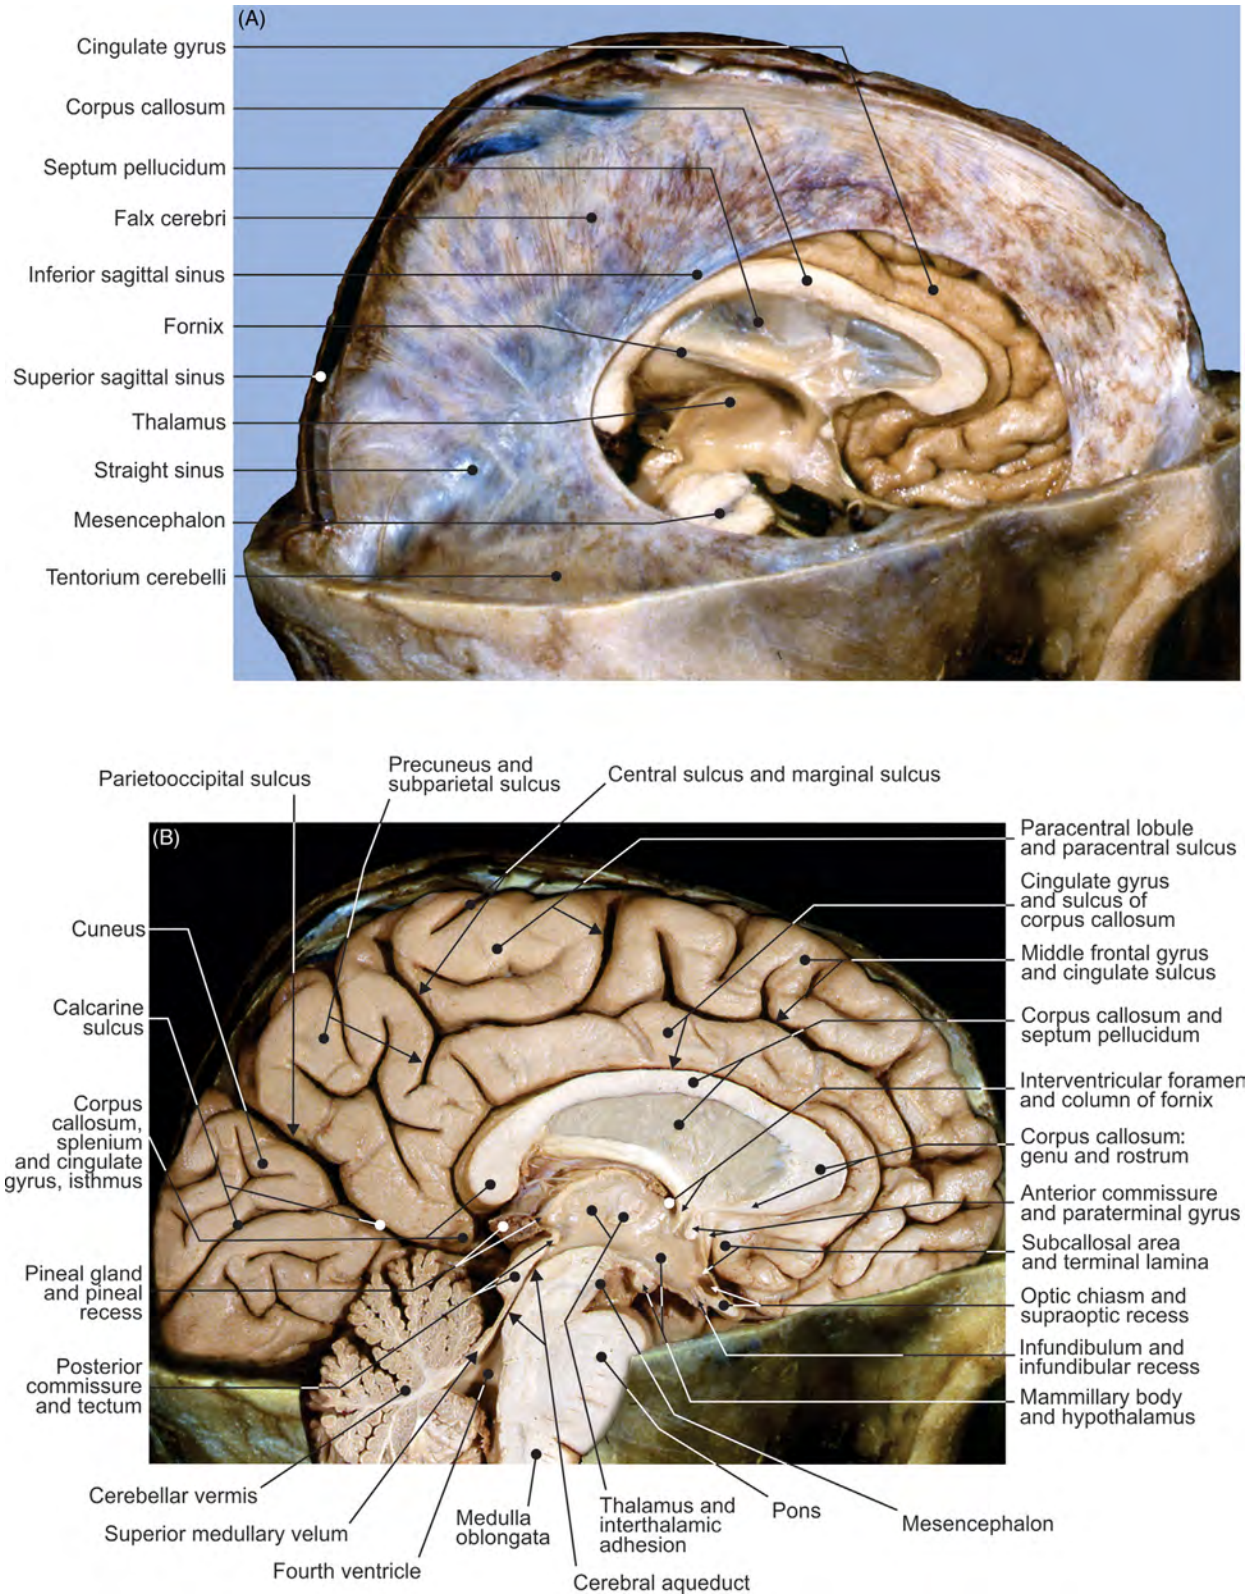 (A)
Cingulate gyrus
Corpus callosum
Septum pellucidum
Falx cerebri
Inferior sagittal sinus
Fornix
Superior sagittal sinus
Thalamus
Straight sinus
Mesencephalon
Tentorium cerebelli
Parietooccipital sulcus
Precuneus and
subparietal sulcus
Central sulcus and marginal sulcus
(B)
Paracentral lobule
and paracentral sulcus
Cingulate gyrus
and sulcus of
corpus callosum
Cuneus
Middle frontal gyrus
and cingulate sulcus
Calcarine
sulcus
Corpus callosum and
septum pellucidum
Corpus
callosum,
splenium
and cingulate
gyrus, isthmus
Interventricular foramen
and column of fornix
Corpus callosum:
genu and rostrum
Anterior commissure
and paraterminal gyrus
Subcallosal area
and terminal lamina
Pineal gland
and pineal
recess
Optic chiasm and
supraoptic recess
Infundibulum and
infundibular recess
Posterior
commissure
and tectum
Mammillary body
and hypothalamus
Cerebellar vermis
Superior medullary velum
Fourth ventricle
Medulla
oblongata
Cerebral aqueduct
Thalamus and
interthalamic
adhesion
Pons
Mesencephalon